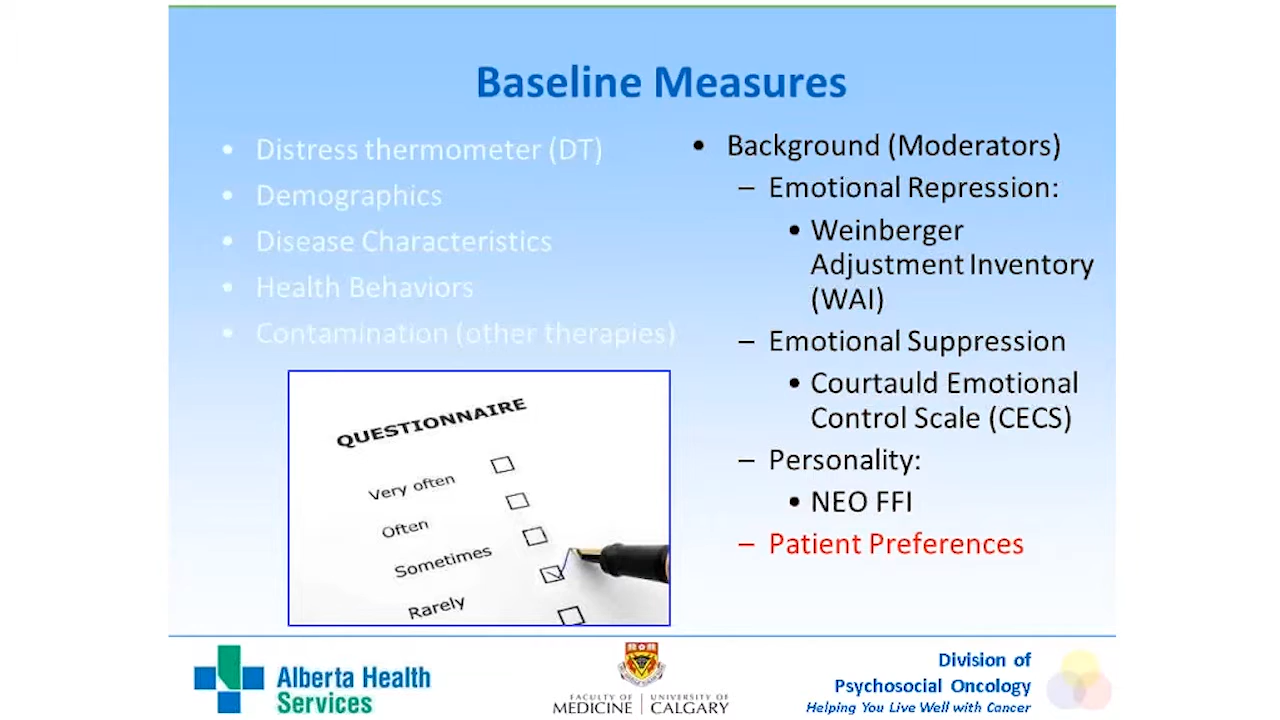 Baseline Measures
• Distress thermometer (DT)
• Demographics
• Disease Characteristics
• Health Behaviors
• Contamination (other therapies)
• Background (Moderators)
– Emotional Repression:
• Weinberger
Adjustment Inventory
(WAI)
– Emotional Suppression
• Courtauld Emotional
Control Scale (CECS)
– Personality:
• NEO FFI
– Patient Preferences
QUESTIONNAIRE
Very often
Often
Sometimes
Rarely
Alberta Health
Services
FACULTY OF
MEDICINE
UNIVERSITY OF
CALGARY
Division of
Psychosocial Oncology
Helping You Live Well with Cancer